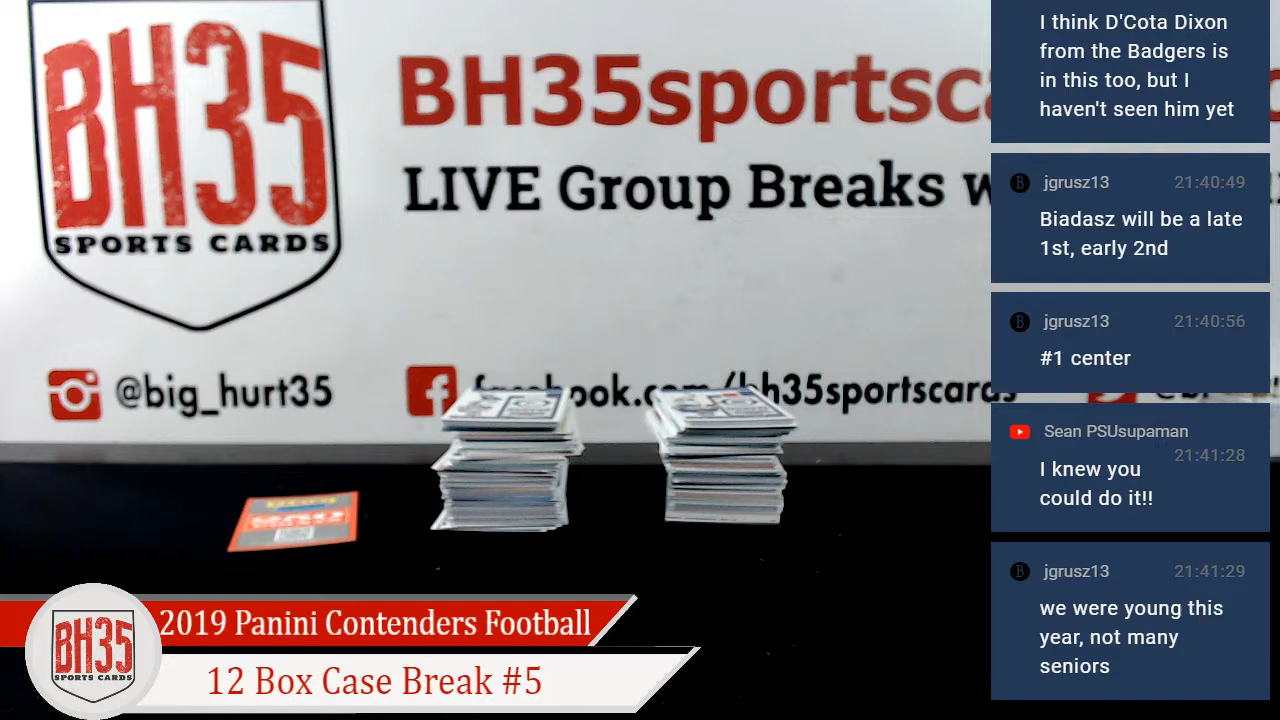 BH35
SPORTS CARDS
BH35sportsca
LIVE Group Breaks w
@big_hurt35
facebook.com/bh35sportscards
I think D'Cota Dixon
from the Badgers is
in this too, but I
haven't seen him yet
jgrusz13 21:40:49
Biadasz will be a late
1st, early 2nd
jgrusz13 21:40:56
#1 center
Sean PSUsupaman
21:41:28
I knew you
could do it!!
jgrusz13 21:41:29
we were young this
year, not many
seniors
BH35
SPORTS CARDS
2019 Panini Contenders Football
12 Box Case Break #5